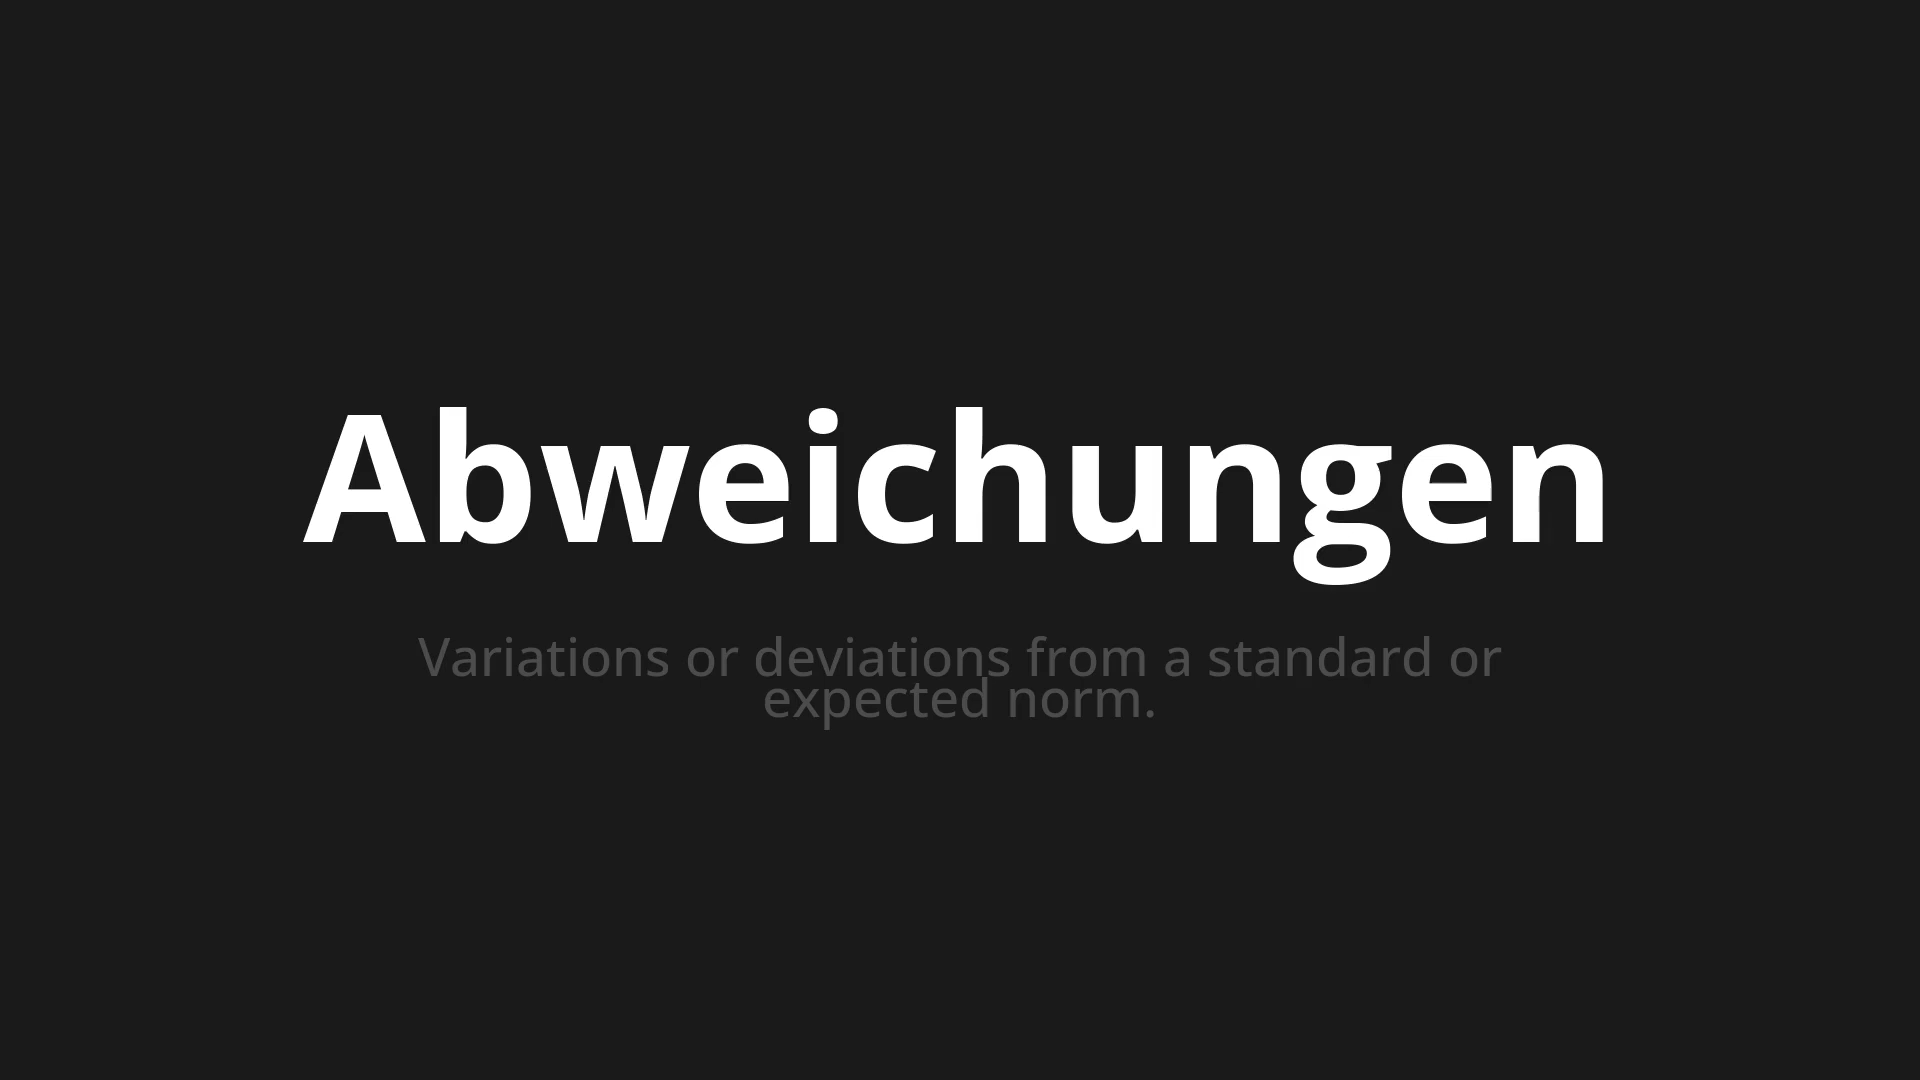 Abweichungen
Variations or deviations from a standard or
expected norm.